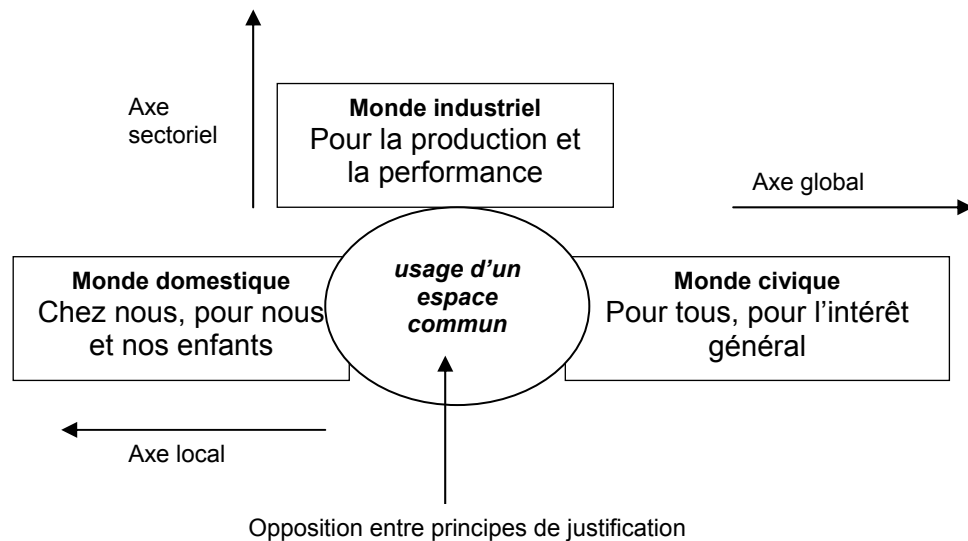 Axe
sectoriel
Monde industriel
Pour la production et
la performance
Axe global
Monde domestique
Chez nous, pour nous
et nos enfants
usage d’un
espace
commun
Monde civique
Pour tous, pour l’intérêt
général
Axe local
Opposition entre principes de justification